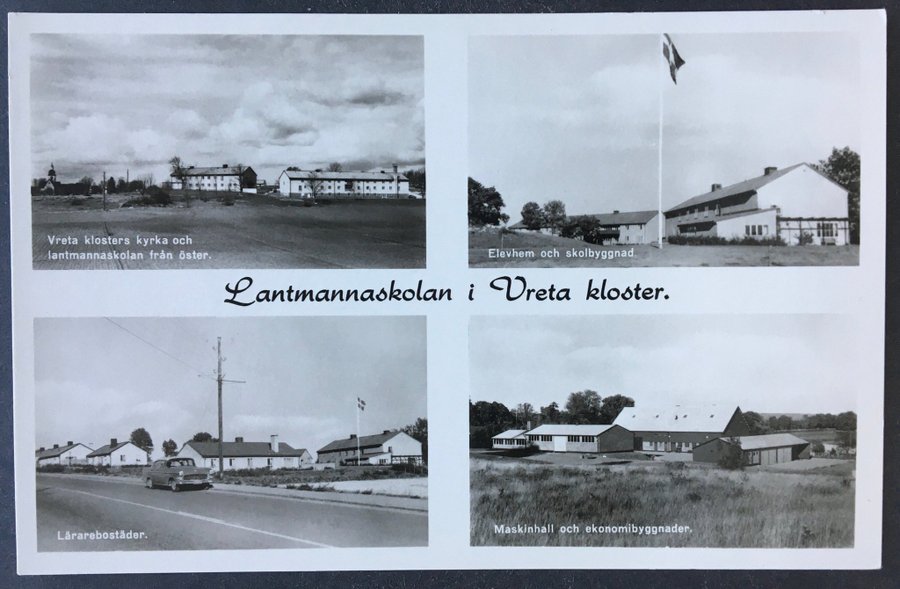 Vreta klosters kyrka och
lantmannaskolan från öster.
Elevhem och skolbyggnad.
Lantmannaskolan i Vreta kloster.
Lärarebostäder.
Maskinhall och ekonomibyggnader.